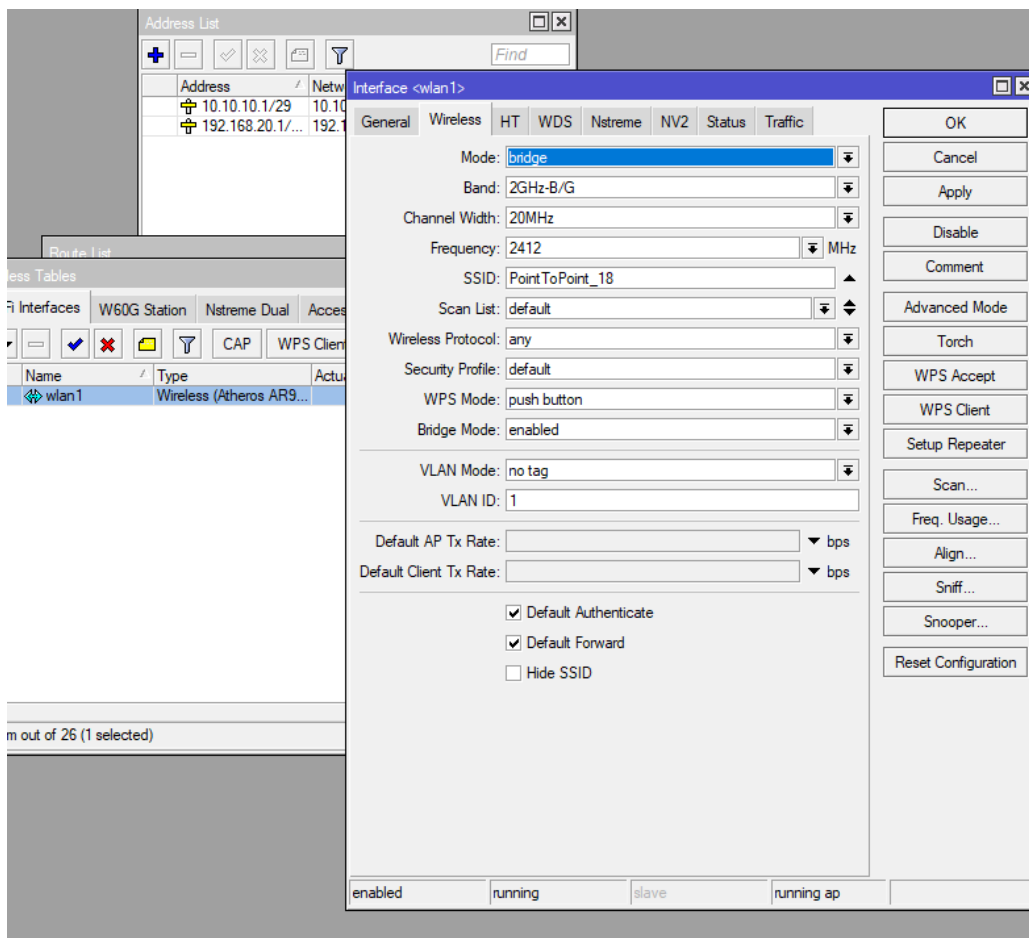 Address List
Find
Address Netw
10.10.10.1/29 10.10
192.168.20.1/... 192.1
Route List
less Tables
Fi Interfaces W60G Station Nstreme Dual Acces
CAP WPS Client
Name Type Actu
wlan1 Wireless (Atheros AR9...
m out of 26 (1 selected)
Interface <wlan1>
General Wireless HT WDS Nstreme NV2 Status Traffic
Mode: bridge
Band: 2GHz-B/G
Channel Width: 20MHz
Frequency: 2412 MHz
SSID: PointToPoint_18
Scan List: default
Wireless Protocol: any
Security Profile: default
WPS Mode: push button
Bridge Mode: enabled
VLAN Mode: no tag
VLAN ID: 1
Default AP Tx Rate: bps
Default Client Tx Rate: bps
Default Authenticate
Default Forward
Hide SSID
OK
Cancel
Apply
Disable
Comment
Advanced Mode
Torch
WPS Accept
WPS Client
Setup Repeater
Scan...
Freq. Usage...
Align...
Sniff...
Snooper...
Reset Configuration
enabled running slave running ap